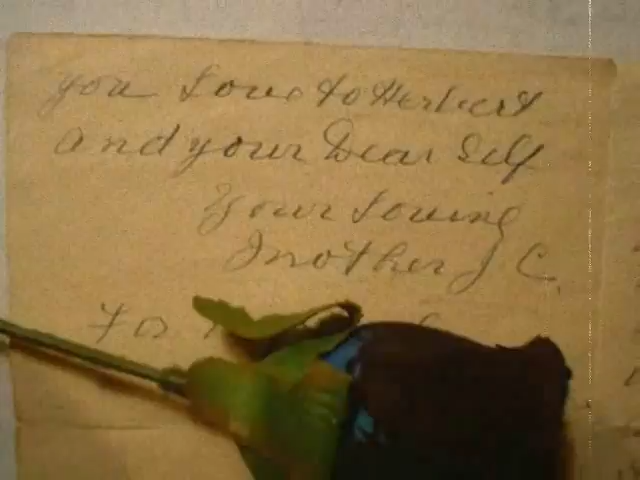 you Love to Herbert
and your Dear Self
Your Loving
Mother J C.